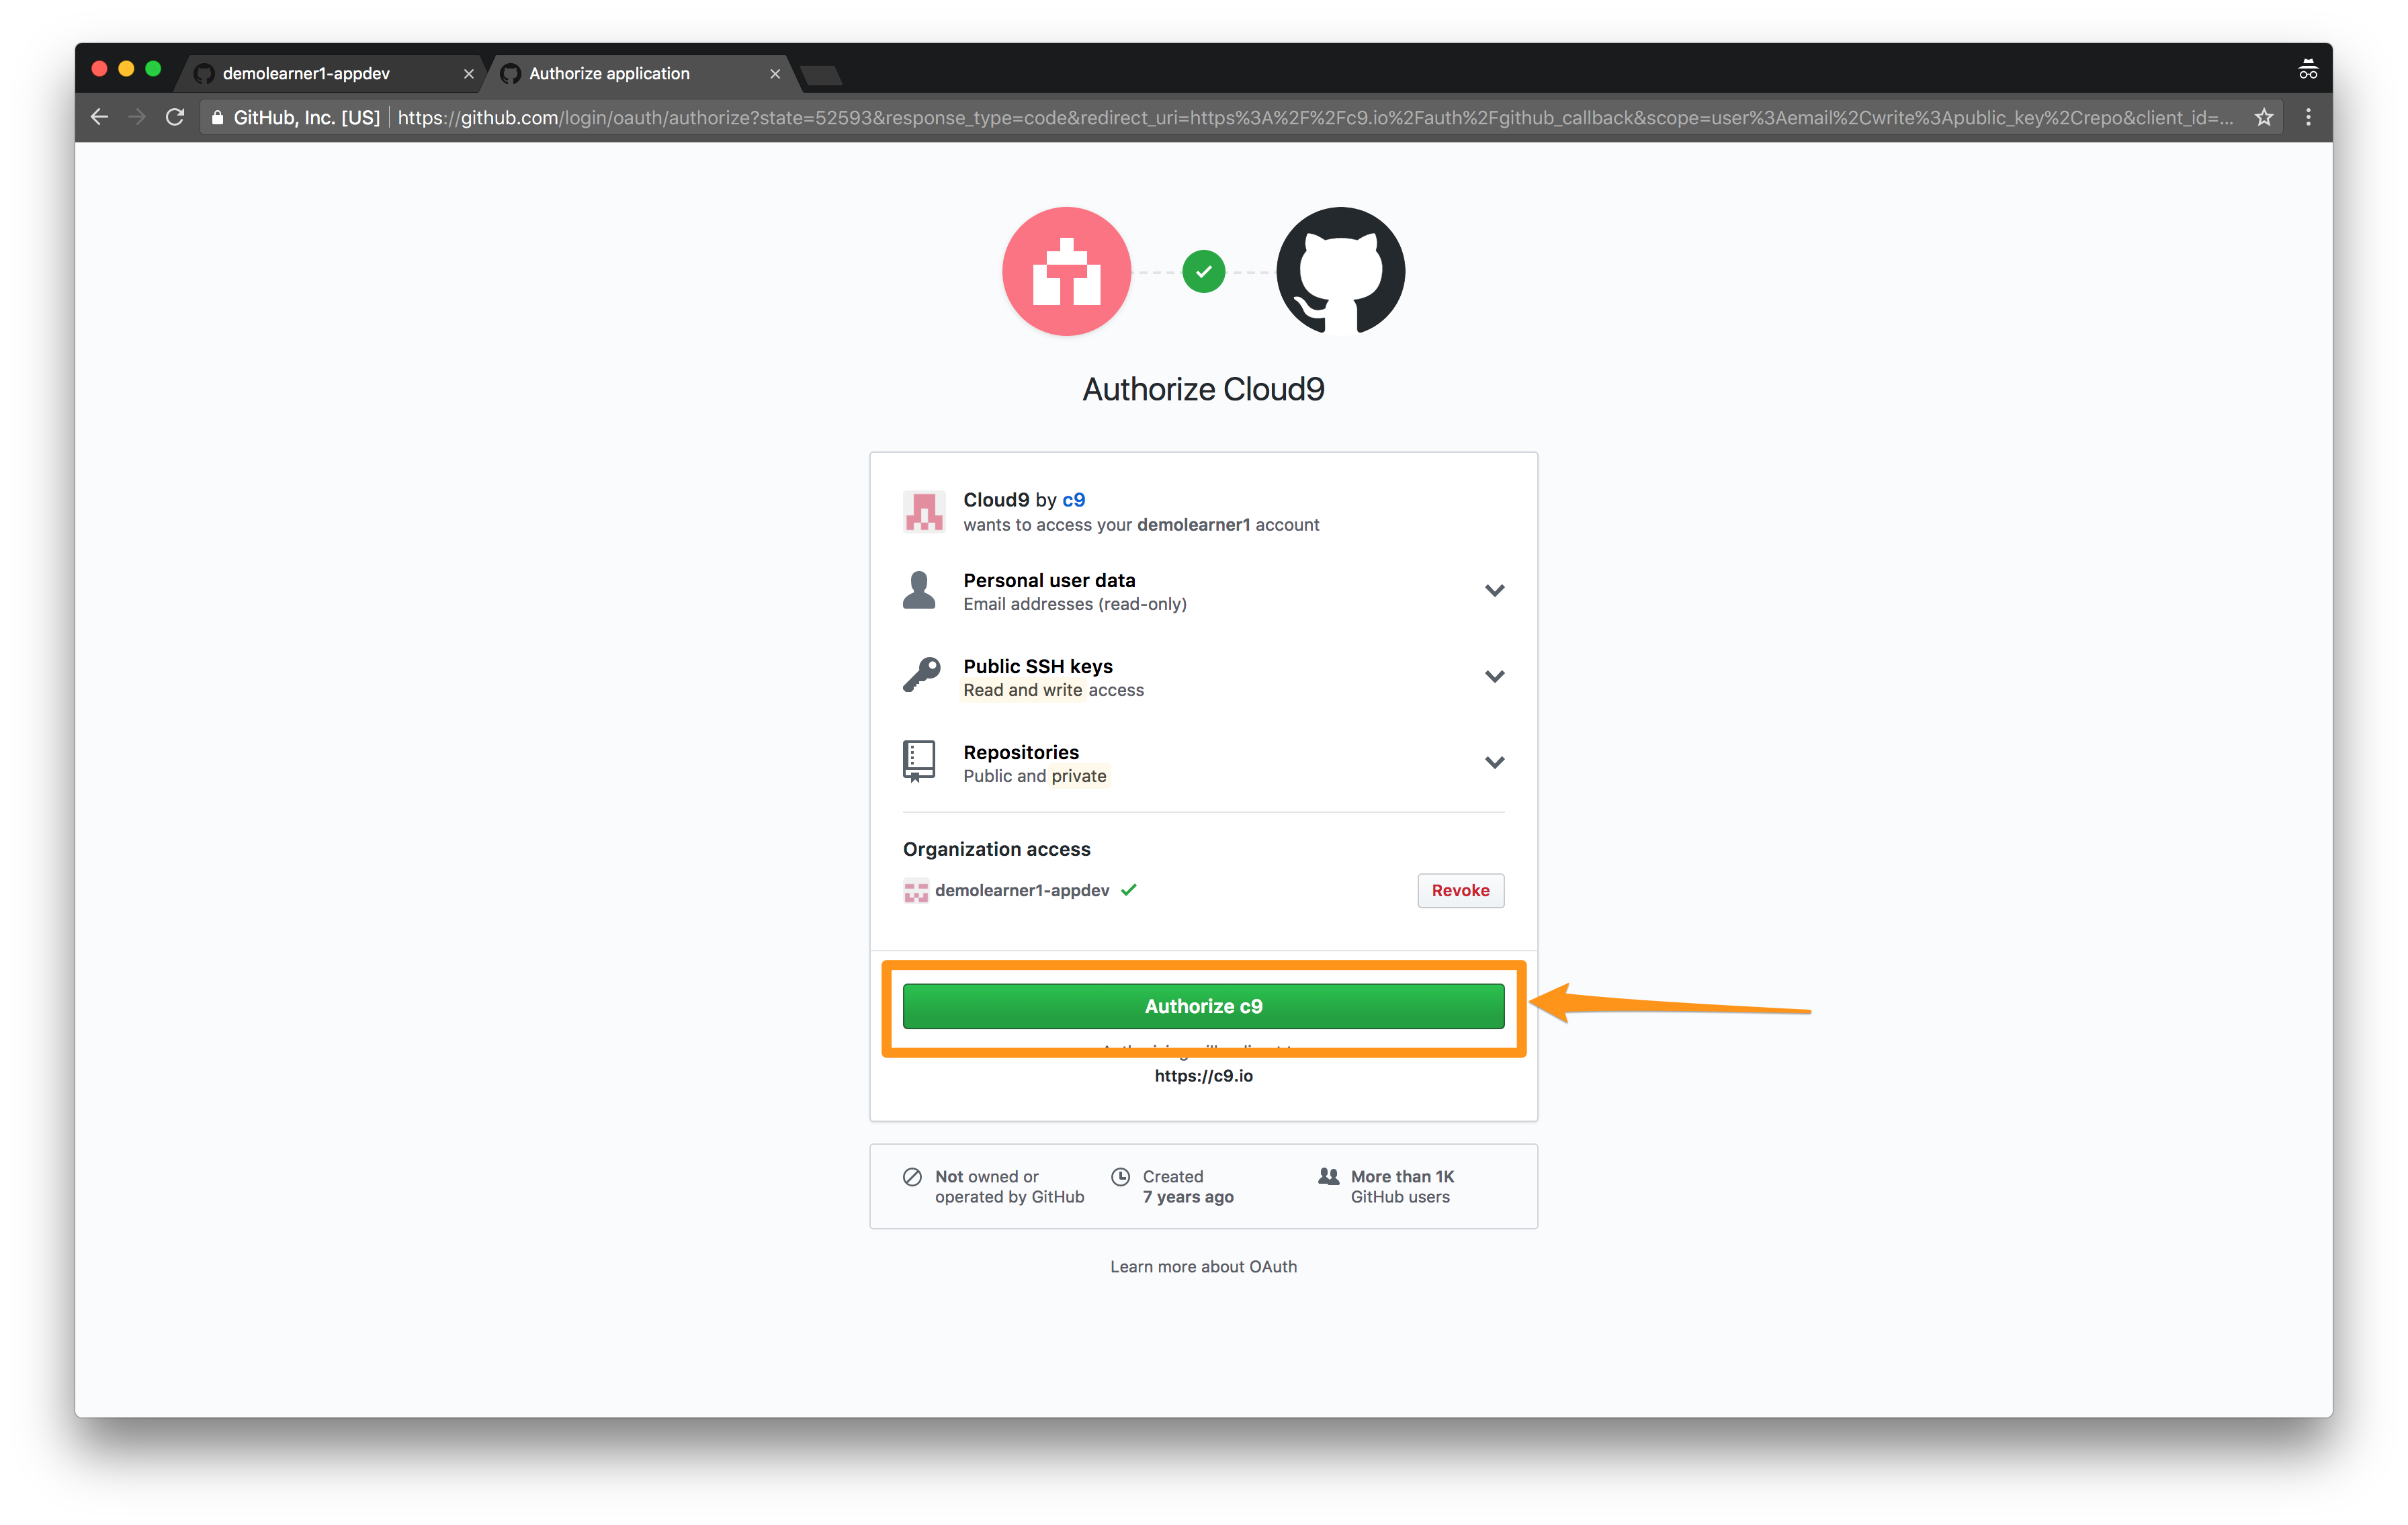 demolearner1-appdev
Authorize application
GitHub, Inc. [US] https://github.com/login/oauth/authorize?state=52593&response_type=code&redirect_uri=https%3A%2F%2Fc9.io%2Fauth%2Fgithub_callback&scope=user%3Aemail%2Cwrite%3Apublic_key%2Crepo&client_id=...
Authorize Cloud9
Cloud9 by c9
wants to access your demolearner1 account
Personal user data
Email addresses (read-only)
Public SSH keys
Read and write access
Repositories
Public and private
Organization access
demolearner1-appdev
Revoke
Authorize c9
https://c9.io
Not owned or
operated by GitHub
Created
7 years ago
More than 1K
GitHub users
Learn more about OAuth